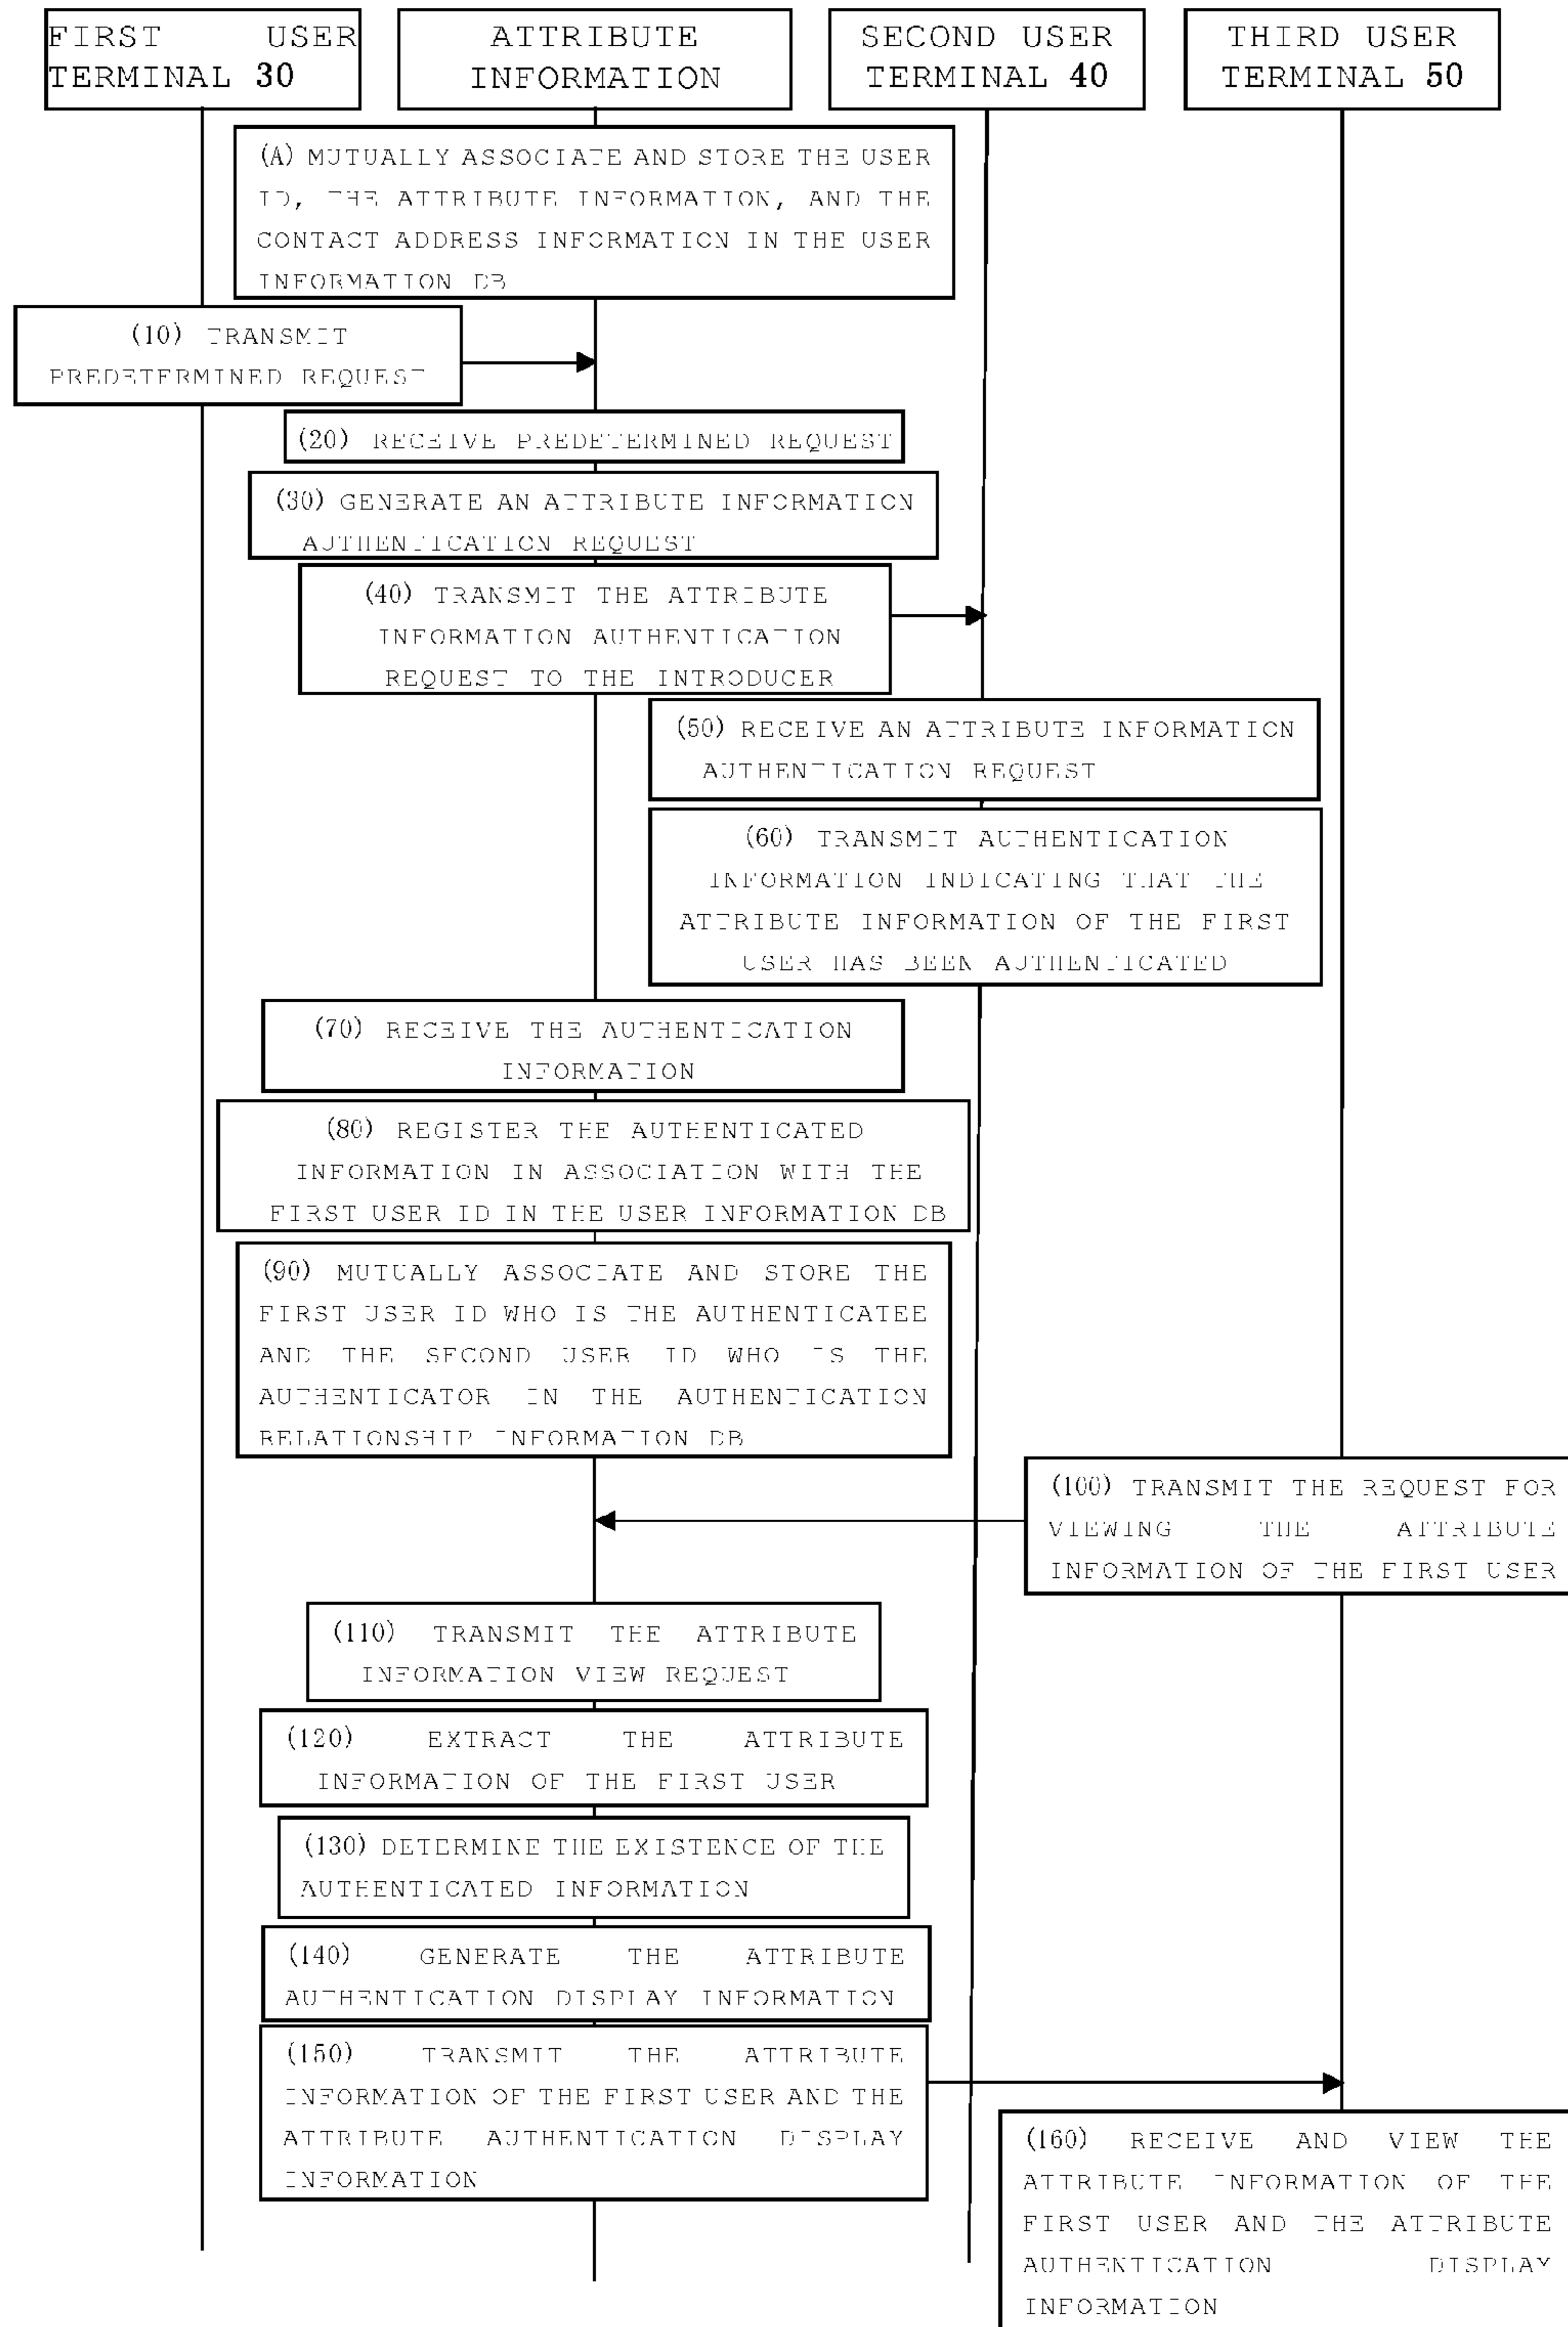 FIRST USER
TERMINAL 30
ATTRIBUTE
INFORMATION
SECOND USER
TERMINAL 40
THIRD USER
TERMINAL 50
(A) MUTUALLY ASSOCIATE AND STORE THE USER
ID, THE ATTRIBUTE INFORMATION, AND THE
CONTACT ADDRESS INFORMATION IN THE USER
INFORMATION DB
(10) TRANSMIT
PREDETERMINED REQUEST
(20) RECEIVE PREDETERMINED REQUEST
(30) GENERATE AN ATTRIBUTE INFORMATION
AUTHENTICATION REQUEST
(40) TRANSMIT THE ATTRIBUTE
INFORMATION AUTHENTICATION
REQUEST TO THE INTRODUCER
(50) RECEIVE AN ATTRIBUTE INFORMATION
AUTHENTICATION REQUEST
(60) TRANSMIT AUTHENTICATION
INFORMATION INDICATING THAT THE
ATTRIBUTE INFORMATION OF THE FIRST
USER HAS BEEN AUTHENTICATED
(70) RECEIVE THE AUTHENTICATION
INFORMATION
(80) REGISTER THE AUTHENTICATED
INFORMATION IN ASSOCIATION WITH THE
FIRST USER ID IN THE USER INFORMATION DB
(90) MUTUALLY ASSOCIATE AND STORE THE
FIRST USER ID WHO IS THE AUTHENTICATEE
AND THE SECOND USER ID WHO IS THE
AUTHENTICATOR IN THE AUTHENTICATION
RELATIONSHIP INFORMATION DB
(100) TRANSMIT THE REQUEST FOR
VIEWING THE ATTRIBUTE
INFORMATION OF THE FIRST USER
(110) TRANSMIT THE ATTRIBUTE
INFORMATION VIEW REQUEST
(120) EXTRACT THE ATTRIBUTE
INFORMATION OF THE FIRST USER
(130) DETERMINE THE EXISTENCE OF THE
AUTHENTICATED INFORMATION
(140) GENERATE THE ATTRIBUTE
AUTHENTICATION DISPLAY INFORMATION
(150) TRANSMIT THE ATTRIBUTE
INFORMATION OF THE FIRST USER AND THE
ATTRIBUTE AUTHENTICATION DISPLAY
INFORMATION
(160) RECEIVE AND VIEW THE
ATTRIBUTE INFORMATION OF THE
FIRST USER AND THE ATTRIBUTE
AUTHENTICATION DISPLAY
INFORMATION